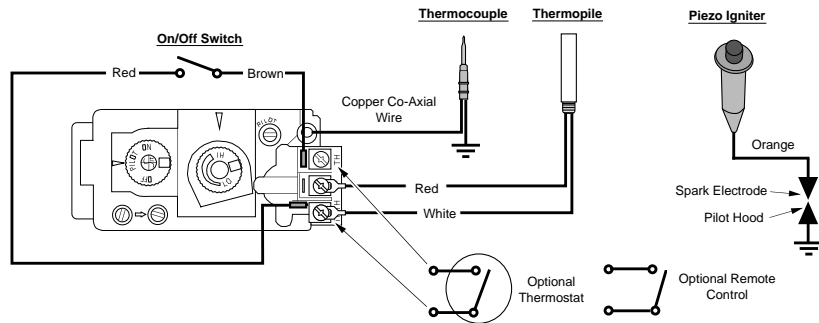 Thermocouple
Thermopile
Piezo Igniter
On/Off Switch
Red
Brown
Copper Co-Axial
Wire
PILOT
ON
PILOT
OFF
HI
LO
TH
Orange
Red
White
Spark Electrode
Pilot Hood
Optional
Thermostat
Optional Remote
Control